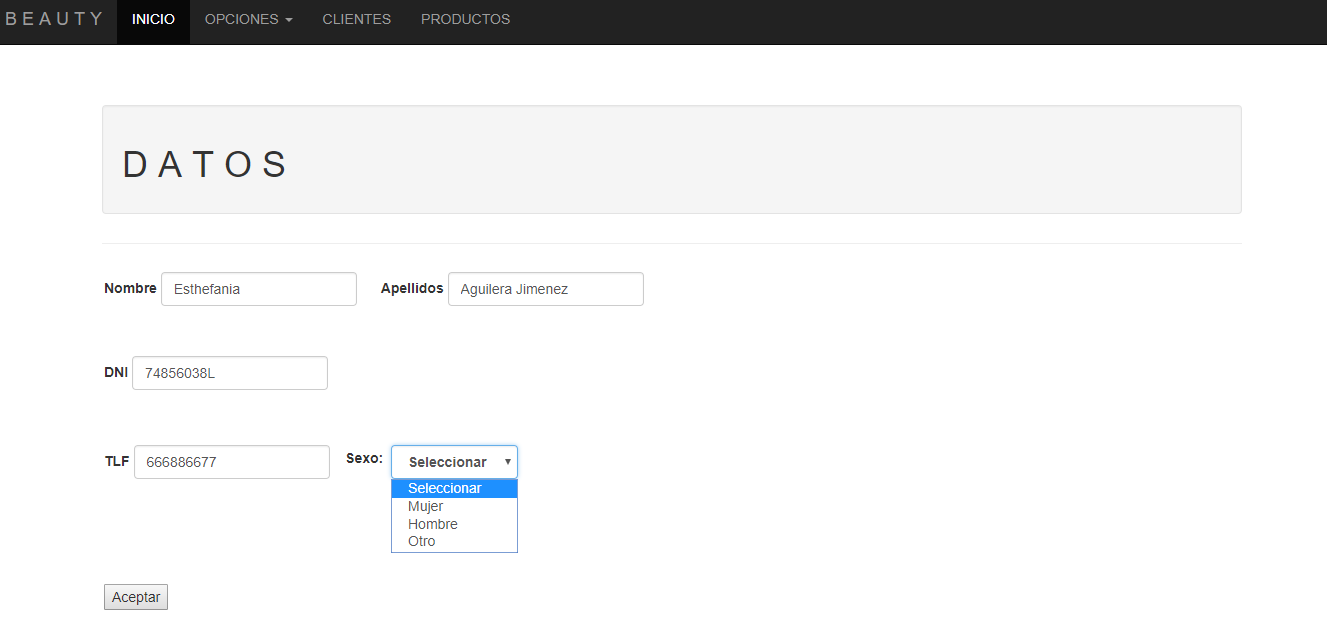 BEAUTY INICIO OPCIONES CLIENTES PRODUCTOS
DATOS
Nombre Esthefania Apellidos Aguilera Jimenez
DNI 74856038L
TLF 666886677 Sexo: Seleccionar
Seleccionar
Mujer
Hombre
Otro
Aceptar